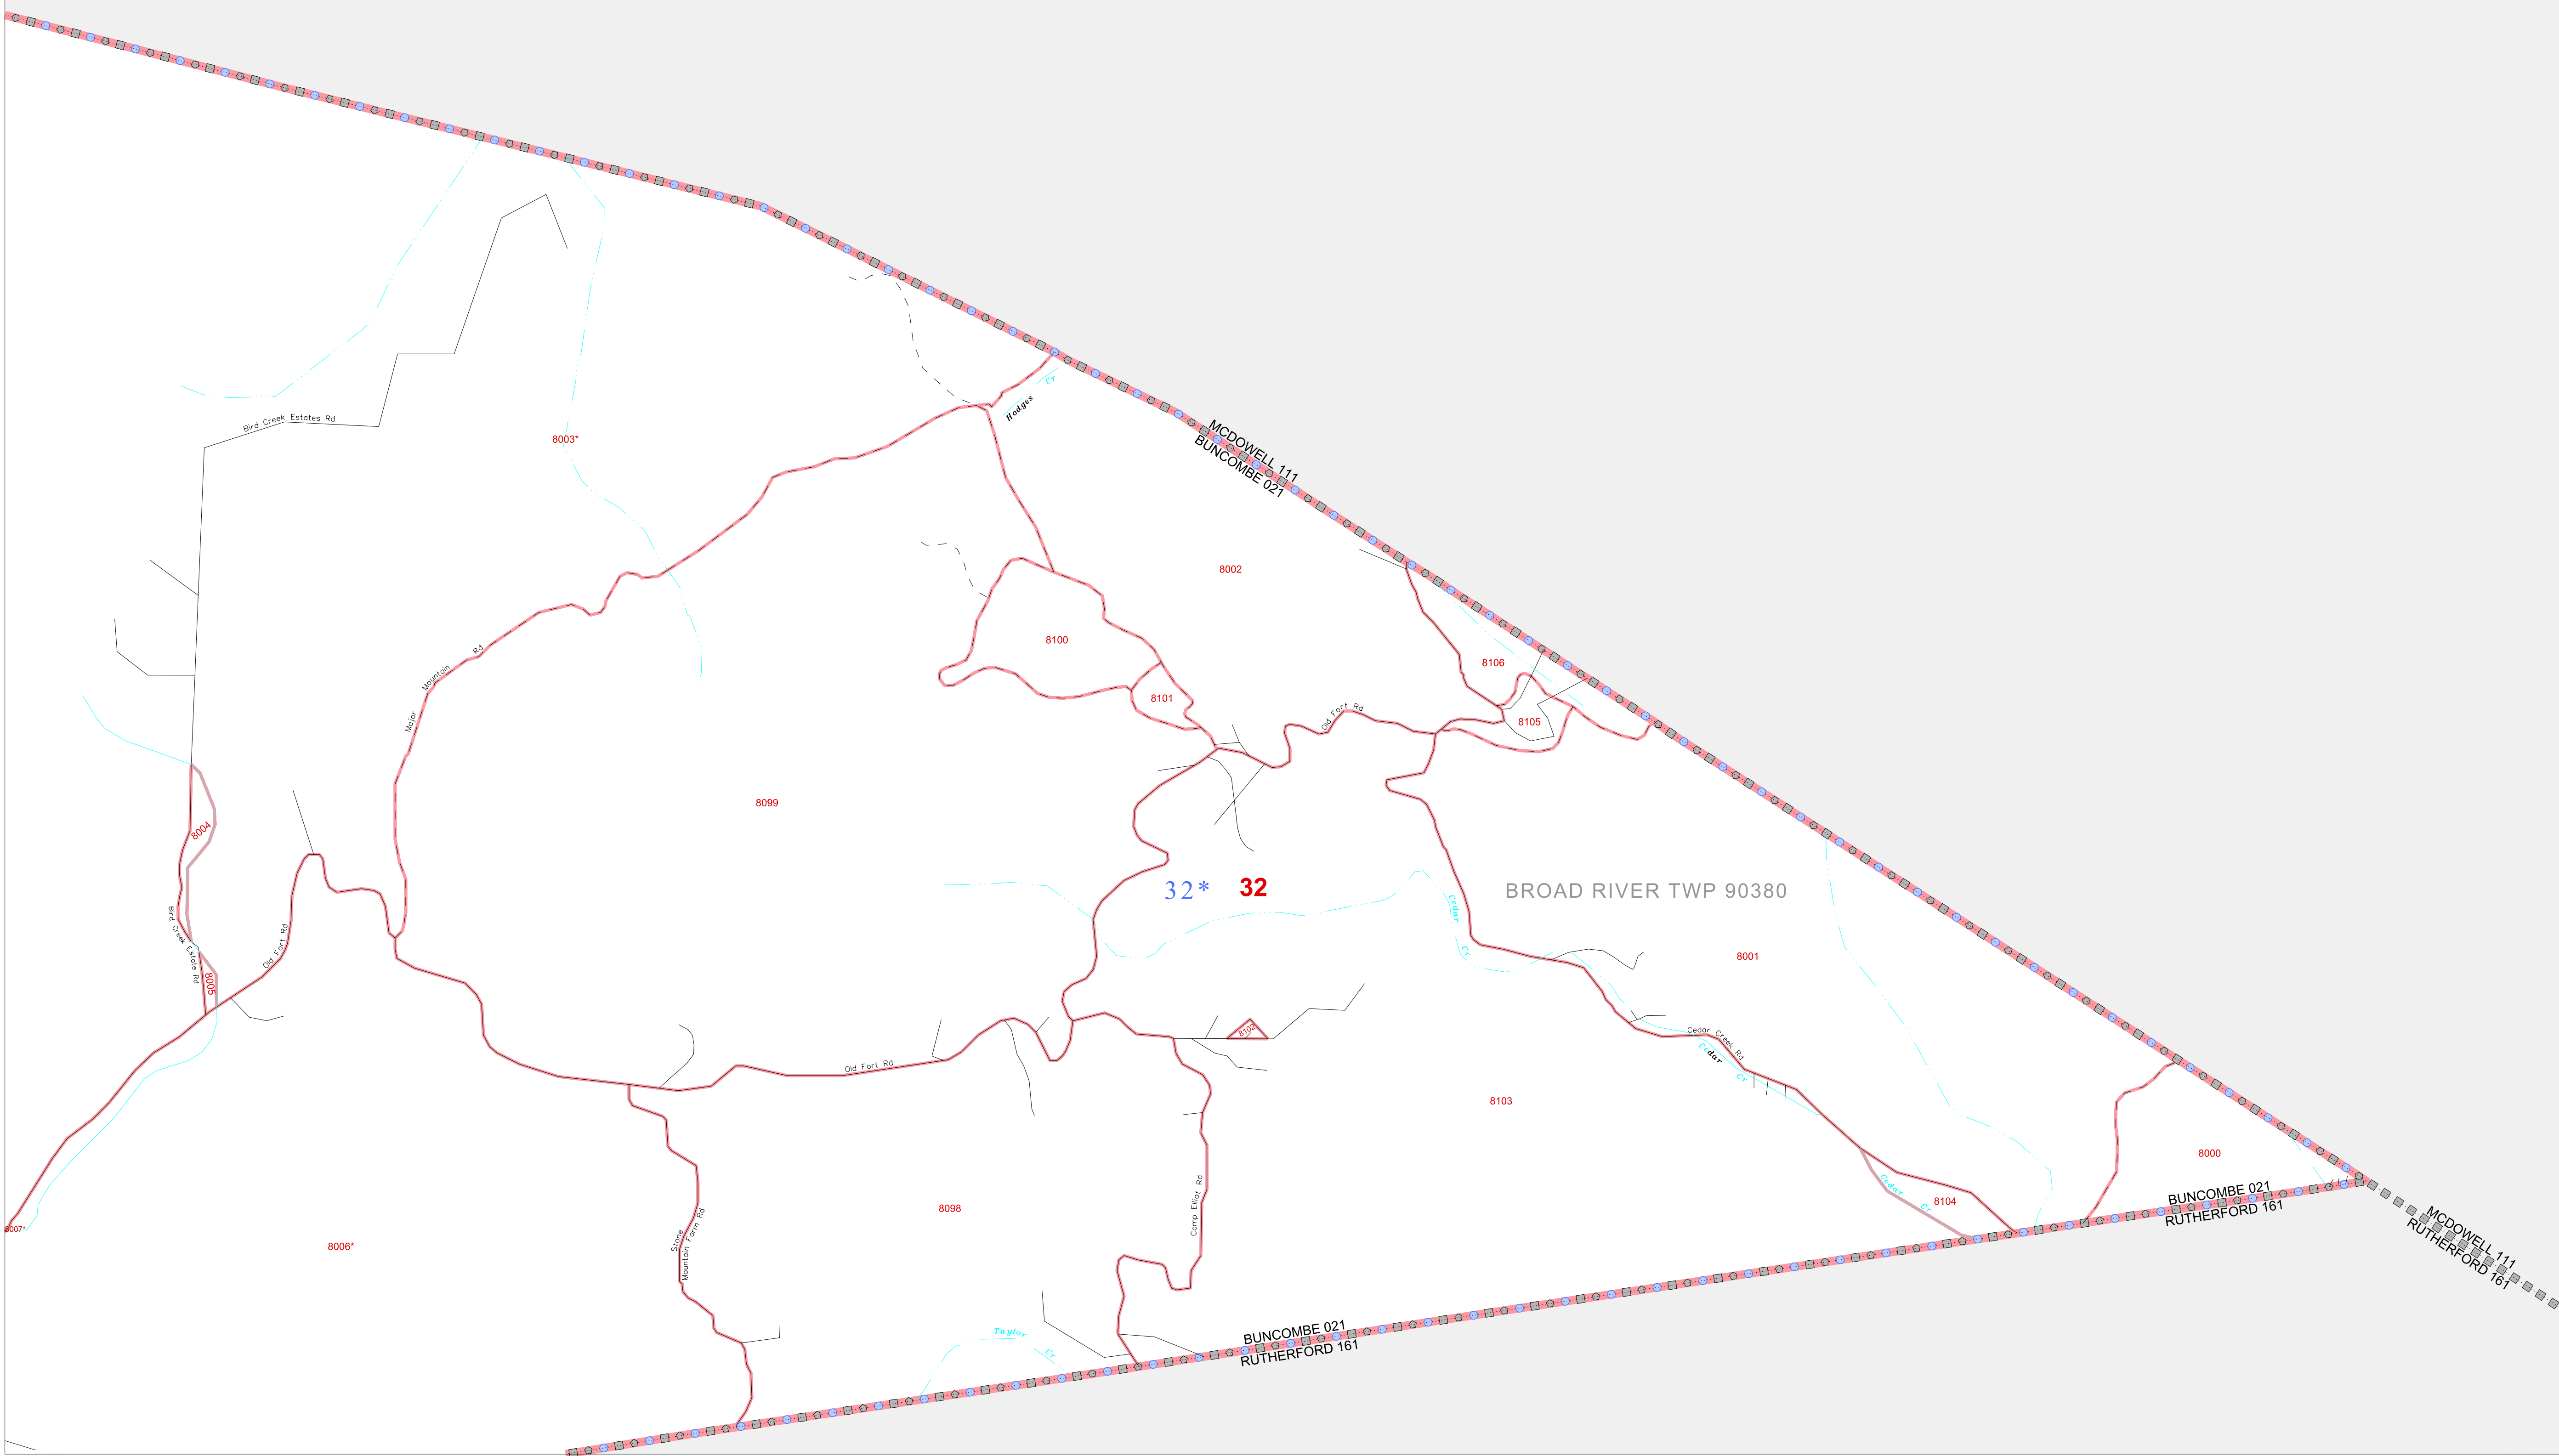 Cr
Hodges
MCDOWELL 111
BUNCOMBE 021
Bird Creek Estates Rd
8003*
8002
8100
8106
Major Mountain Rd
8101
Old Fort Rd
8105
8099
8004
32* 32
BROAD RIVER TWP 90380
Cedar Cr
Bird Creek Estate Rd
Old Fort Rd
8001
8005
8102
Cedar Creek Rd
Cedar Cr
Old Fort Rd
8103
8000
Cedar Cr
8104
BUNCOMBE 021
RUTHERFORD 161
8007*
8006*
Stone Mountain Farm Rd
8098
Camp Elliot Rd
MCDOWELL 111
RUTHERFORD 161
Taylor Cr
BUNCOMBE 021
RUTHERFORD 161